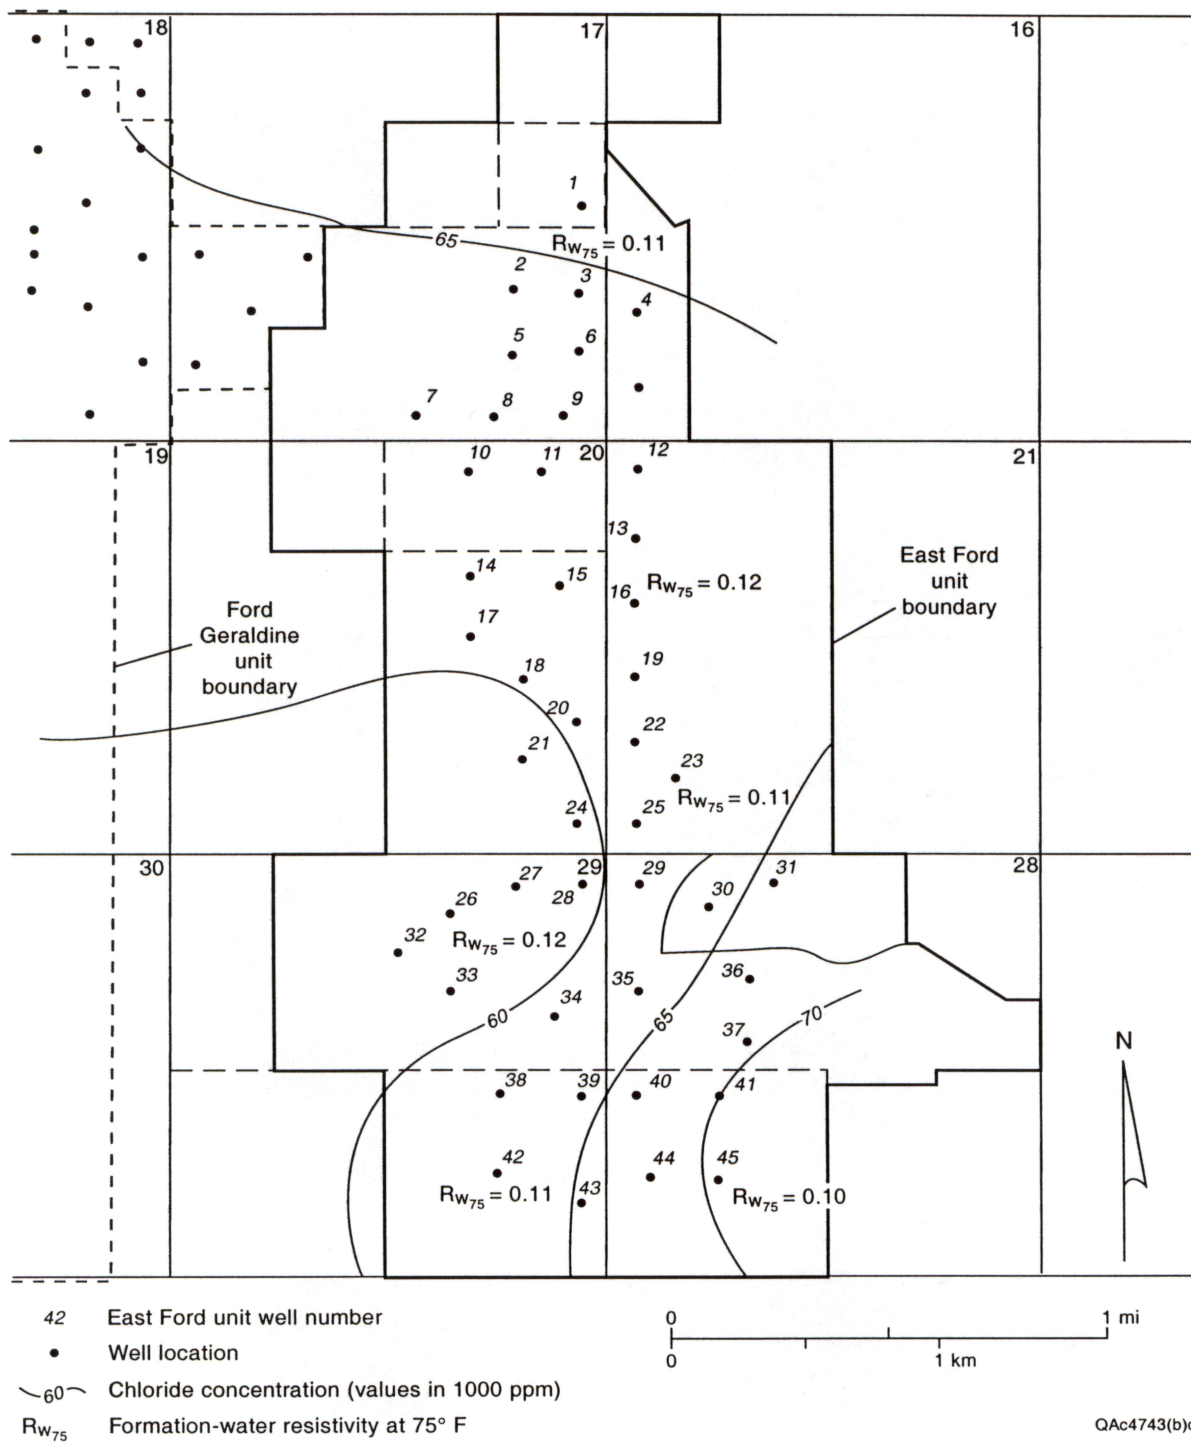 18
17
16
1
65
Rw75 = 0.11
2
3
4
5
6
7
8
9
19
10
11
20
12
21
13
14
15
16
Rw75 = 0.12
East Ford
unit
boundary
Ford
Geraldine
unit
boundary
17
18
19
20
21
22
23
Rw75 = 0.11
24
25
30
27
29
28
29
30
31
28
26
32
Rw75 = 0.12
33
34
35
36
60
65
70
37
N
38
39
40
41
42
Rw75 = 0.11
43
44
45
Rw75 = 0.10
42 East Ford unit well number
Well location
60 Chloride concentration (values in 1000 ppm)
Rw75 Formation-water resistivity at 75° F
0 1 mi
0 1 km
QAc4743(b)c